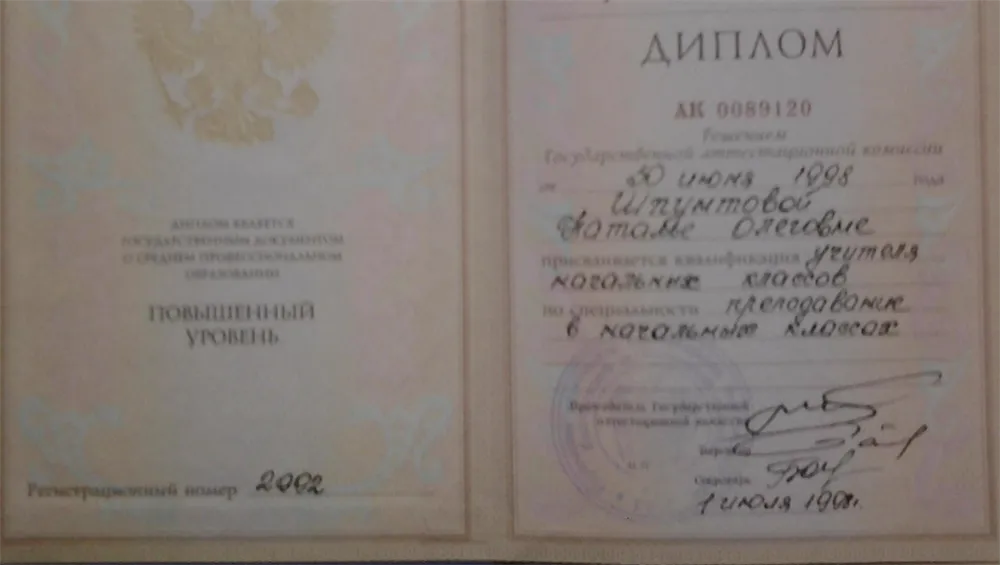 ДИПЛОМ ЯВЛЯЕТСЯ
ГОСУДАРСТВЕННЫМ ДОКУМЕНТОМ
О СРЕДНЕМ ПРОФЕССИОНАЛЬНОМ
ОБРАЗОВАНИИ
ПОВЫШЕННЫЙ
УРОВЕНЬ
Регистрационный номер 2002
ДИПЛОМ
АК 0089120
Решением
Государственной аттестационной комиссии
от 30 июня 1998 года
Шпунтовой
Наталье Олеговне
присваивается квалификация учителя
начальных классов
по специальности преподавание
в начальных классах
Председатель Государственной
аттестационной комиссии
Директор
Секретарь
М.П.
1 июля 1998г.